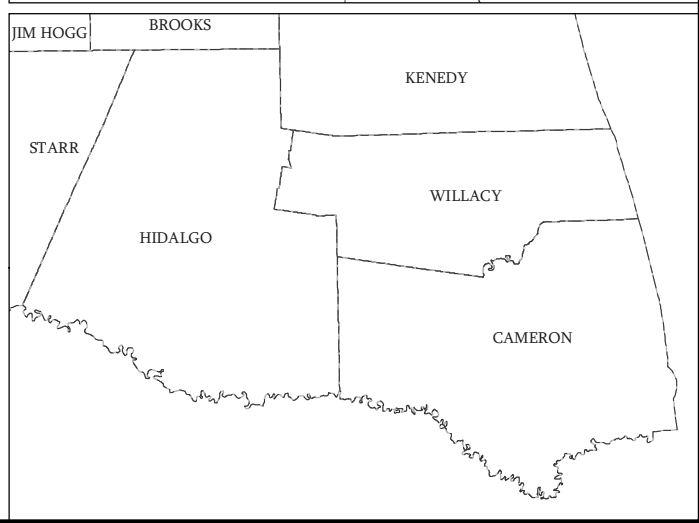 JIM HOGG
BROOKS
KENEDY
STARR
WILLACY
HIDALGO
CAMERON